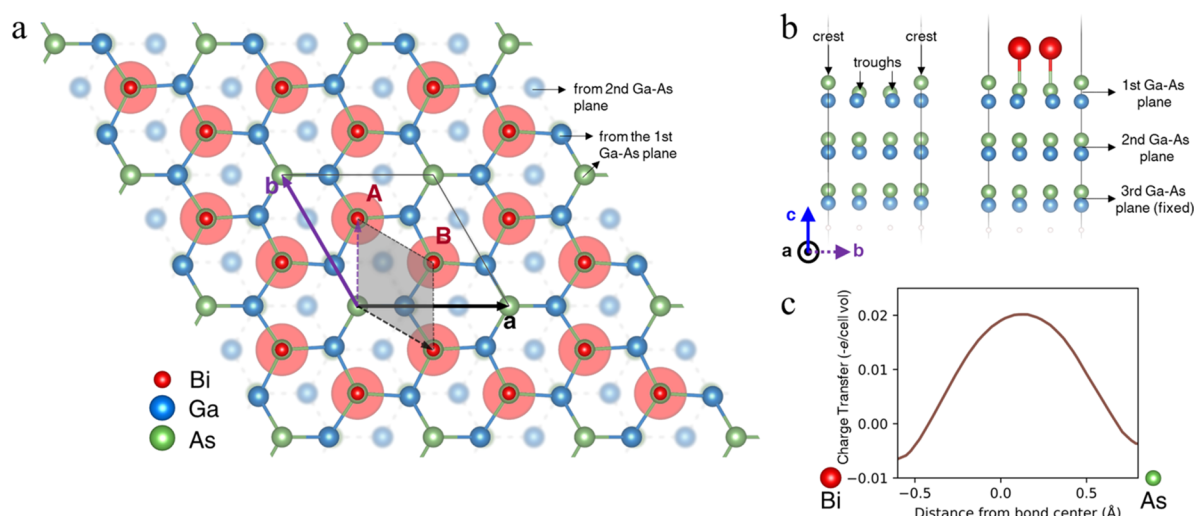 a
from 2nd Ga-As
plane
from the 1st
Ga-As plane
b
A
B
a
Bi
Ga
As
b
crest
crest
troughs
1st Ga-As
plane
2nd Ga-As
plane
3rd Ga-As
plane (fixed)
c
a
b
c
Charge Transfer (-e/cell vol)
0.02
0.01
0.00
−0.01
−0.5
0.0
0.5
Bi
As
Distance from bond center (Å)